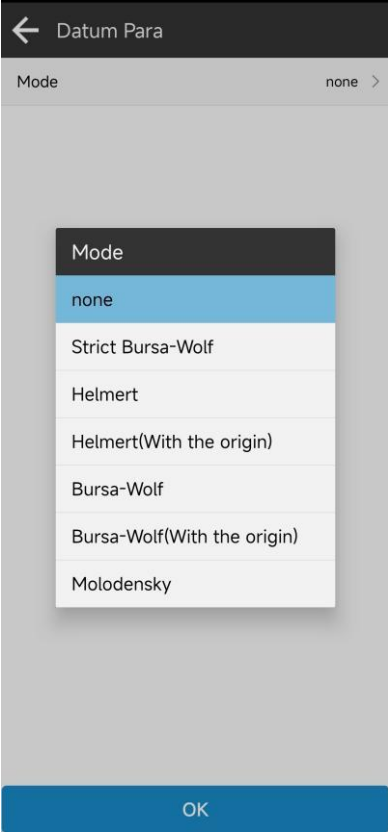 Datum Para
Mode none
Mode
none
Strict Bursa-Wolf
Helmert
Helmert(With the origin)
Bursa-Wolf
Bursa-Wolf(With the origin)
Molodensky
OK